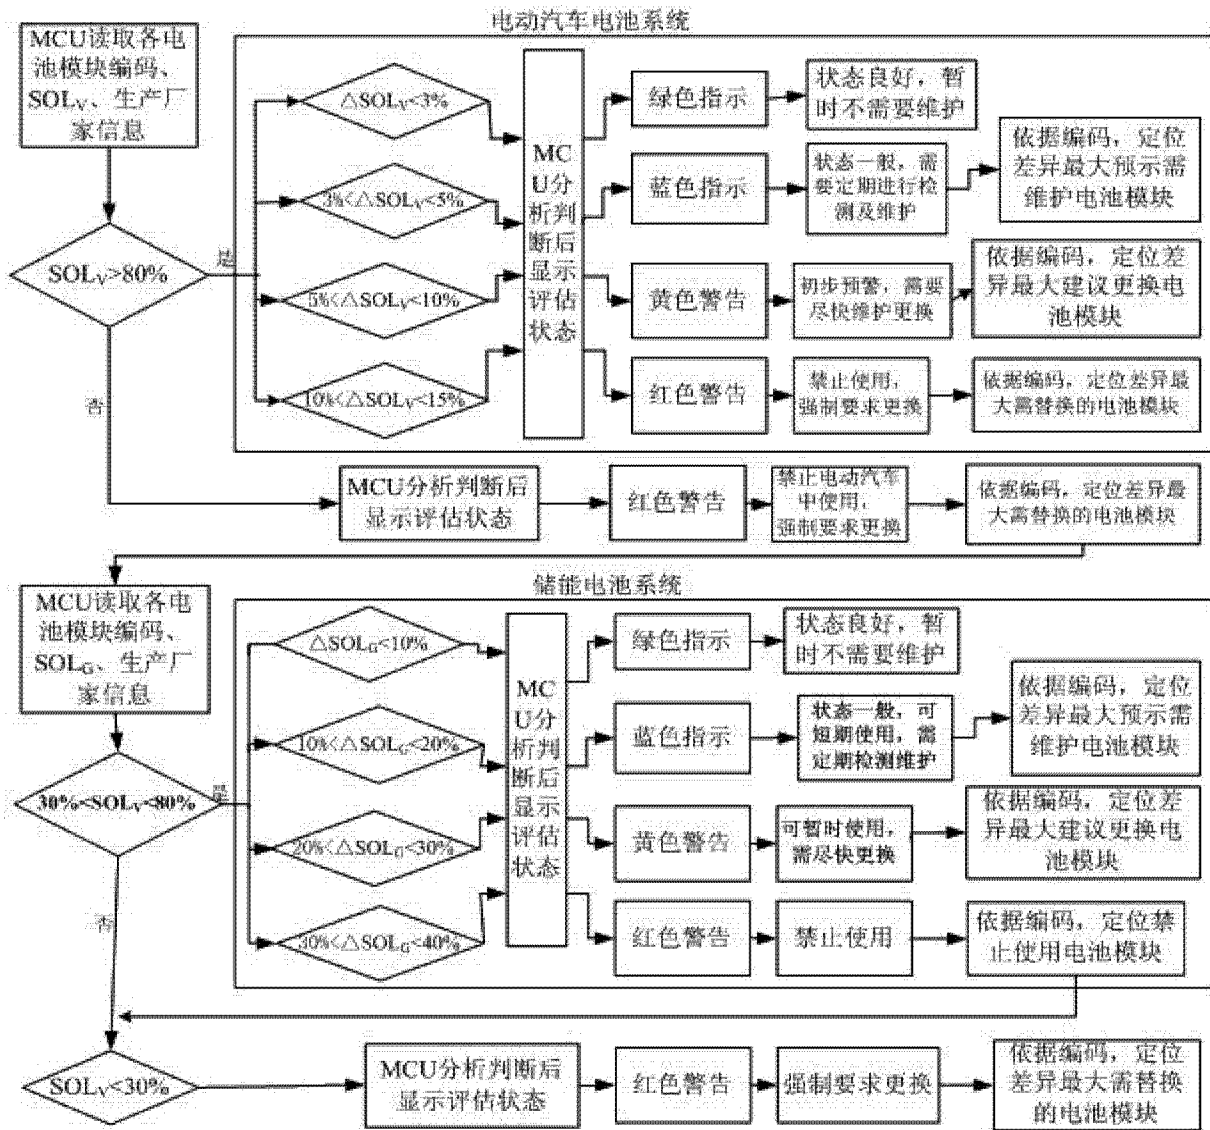 电动汽车电池系统
MCU读取各电
池模块编码、
SOLV、生产厂
家信息
SOLV>80%
是
否
△SOLV<3%
3%<△SOLV<5%
5%<△SOLV<10%
10%<△SOLV<15%
MC
U分
析判
断后
显示
评估
状态
绿色指示
状态良好，暂
时不需要维护
蓝色指示
状态一般，需
要定期进行检
测及维护
依据编码，定位
差异最大预示需
维护电池模块
黄色警告
初步预警，需要
尽快维护更换
依据编码，定位差
异最大建议更换电
池模块
红色警告
禁止使用，
强制要求更换
依据编码，定位差异最
大需替换的电池模块
MCU分析判断后
显示评估状态
红色警告
禁止电动汽车
中使用，
强制要求更换
依据编码，定位差异最
大需替换的电池模块
储能电池系统
MCU读取各电
池模块编码、
SOLG、生产厂
家信息
30%<SOLV<80%
是
否
△SOLG<10%
10%<△SOLG<20%
20%<△SOLG<30%
30%<△SOLG<40%
MC
U分
析判
断后
显示
评估
状态
绿色指示
状态良好，暂
时不需要维护
蓝色指示
状态一般，可
短期使用，需
定期检测维护
依据编码，定位
差异最大预示需
维护电池模块
黄色警告
可暂时使用，
需尽快更换
依据编码，定位差
异最大建议更换电
池模块
红色警告
禁止使用
依据编码，定位禁
止使用电池模块
SOLV<30%
MCU分析判断后
显示评估状态
红色警告
强制要求更换
依据编码，定位
差异最大需替换
的电池模块